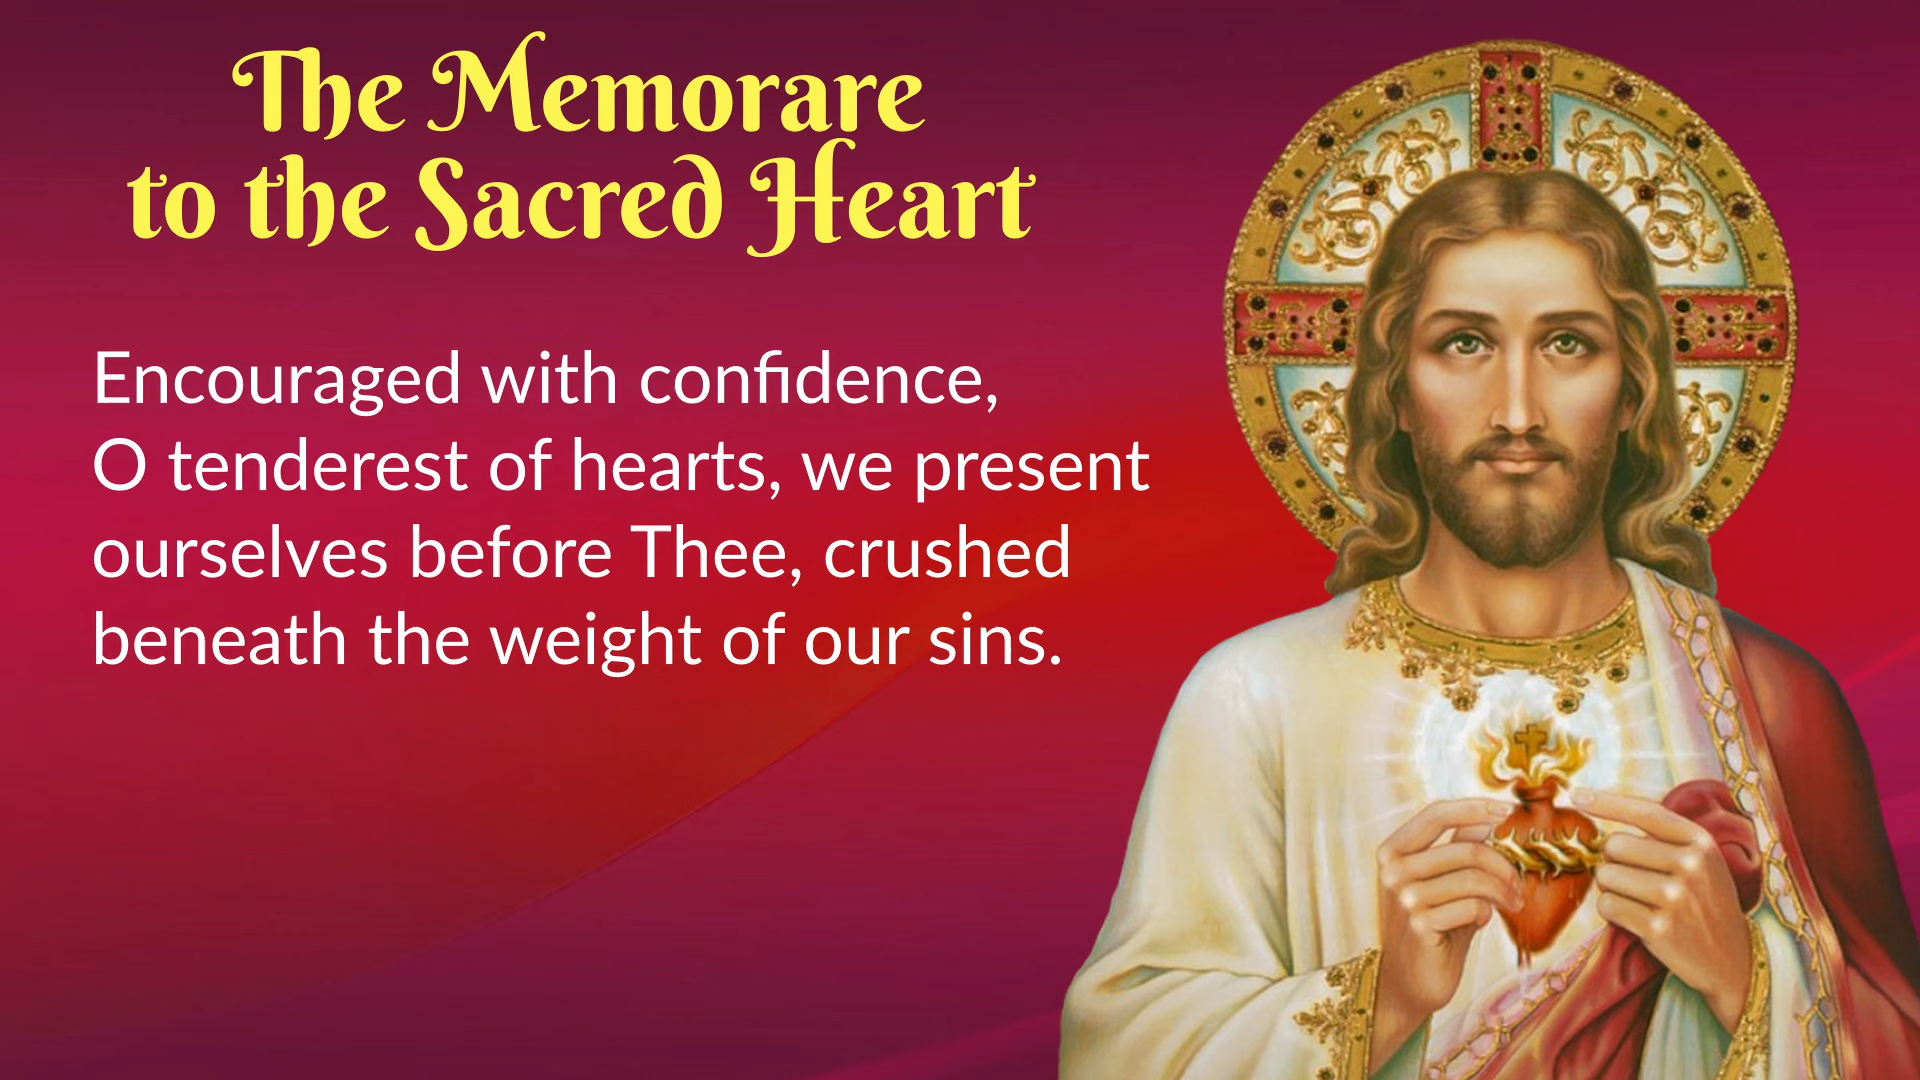 The Memorare
to the Sacred Heart
Encouraged with confidence,
O tenderest of hearts, we present
ourselves before Thee, crushed
beneath the weight of our sins.